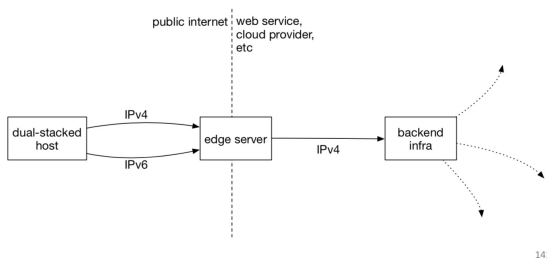 public internet
web service,
cloud provider,
etc
IPv4
dual-stacked
host
IPv6
edge server
IPv4
backend
infra
14